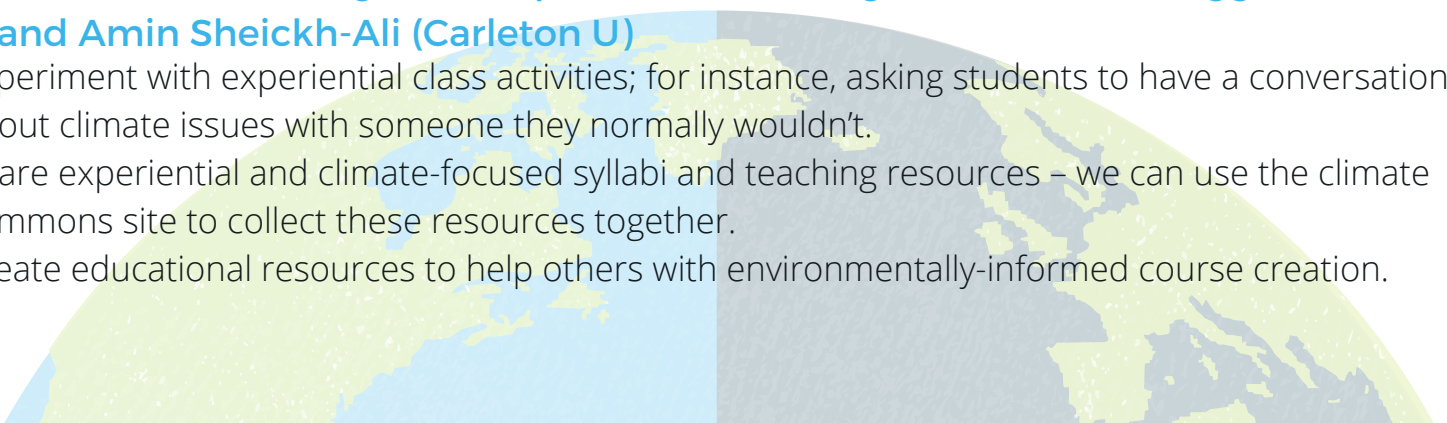 and Amin Sheickh-Ali (Carleton U)
periment with experiential class activities; for instance, asking students to have a conversation
out climate issues with someone they normally wouldn't.
are experiential and climate-focused syllabi and teaching resources – we can use the climate
mmons site to collect these resources together.
eate educational resources to help others with environmentally-informed course creation.